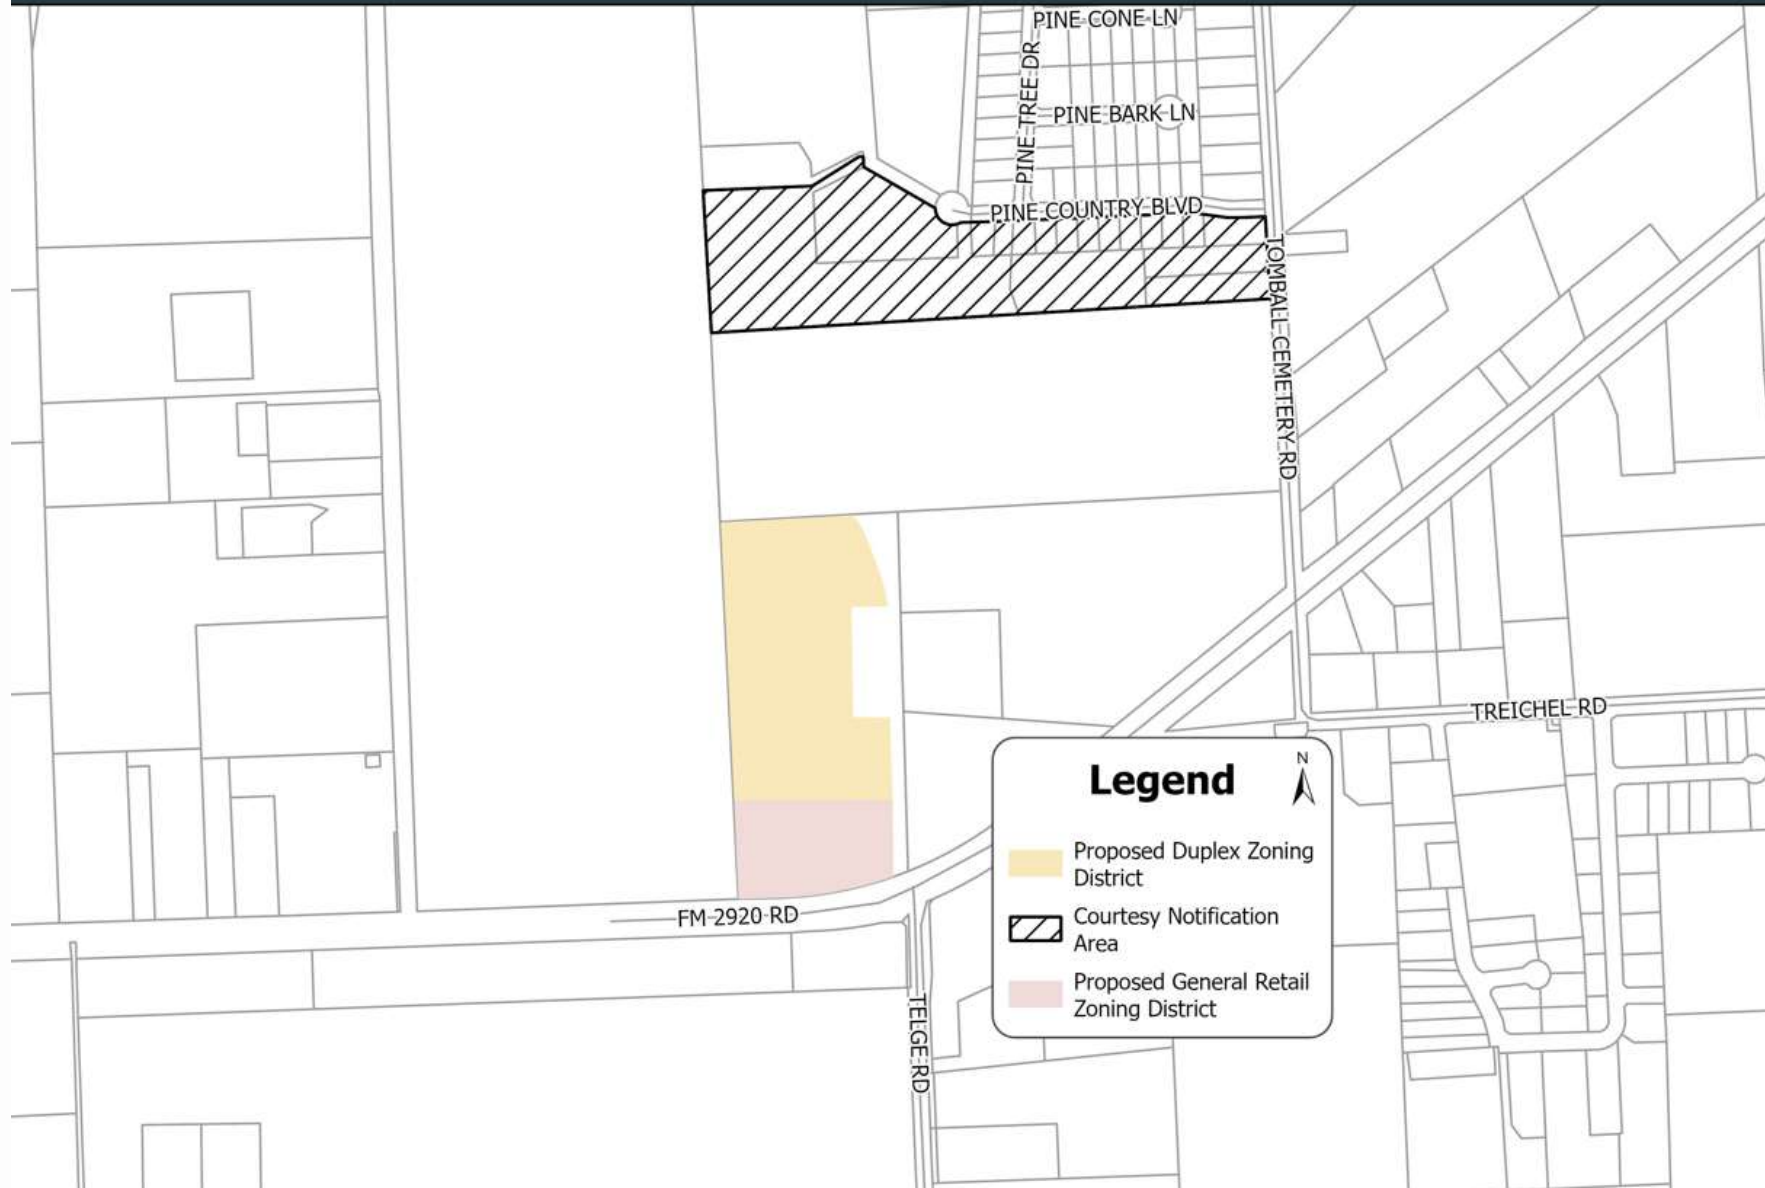 PINE CONE LN
PINE TREE DR
PINE BARK LN
PINE COUNTRY BLVD
TOMBALL CEMETERY RD
TREICHEL RD
FM 2920 RD
TELGE RD
Legend
N
Proposed Duplex Zoning
District
Courtesy Notification
Area
Proposed General Retail
Zoning District